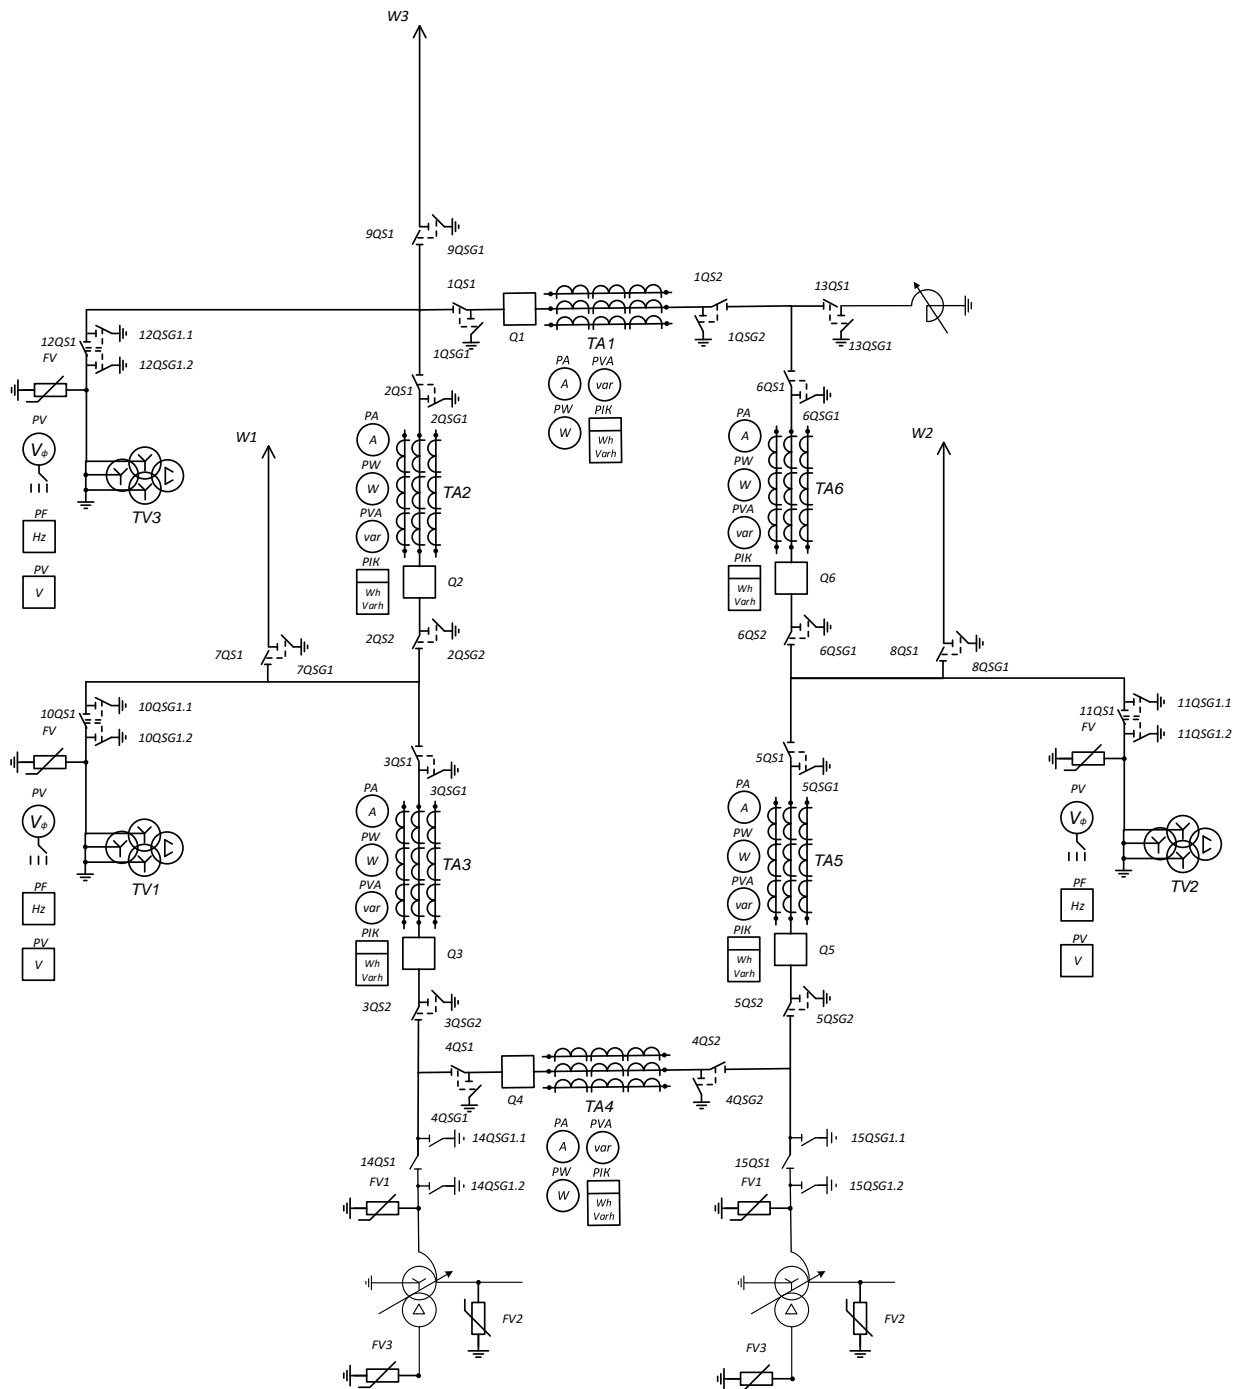 W3
9QS1
9QSG1
1QS1
1QSG1
Q1
TA1
1QS2
1QSG2
13QS1
13QSG1
12QS1
12QSG1.1
12QSG1.2
FV
PV
Vф
TV3
PF
Hz
PV
V
PA
A
PVA
var
PW
W
PIK
Wh
Varh
2QS1
2QSG1
PA
A
PW
W
TA2
PVA
var
PIK
Wh
Varh
Q2
2QS2
2QSG2
6QS1
6QSG1
PA
A
PW
W
TA6
PVA
var
PIK
Wh
Varh
Q6
6QS2
6QSG1
W1
7QS1
7QSG1
W2
8QS1
8QSG1
10QS1
10QSG1.1
10QSG1.2
FV
PV
Vф
TV1
PF
Hz
PV
V
3QS1
3QSG1
PA
A
PW
W
TA3
PVA
var
PIK
Wh
Varh
Q3
3QS2
3QSG2
5QS1
5QSG1
PA
A
PW
W
TA5
PVA
var
PIK
Wh
Varh
Q5
5QS2
5QSG2
11QS1
11QSG1.1
11QSG1.2
FV
PV
Vф
TV2
PF
Hz
PV
V
4QS1
4QSG1
Q4
TA4
4QS2
4QSG2
PA
A
PVA
var
PW
W
PIK
Wh
Varh
14QSG1.1
14QS1
14QSG1.2
FV1
FV2
FV3
15QSG1.1
15QS1
15QSG1.2
FV1
FV2
FV3